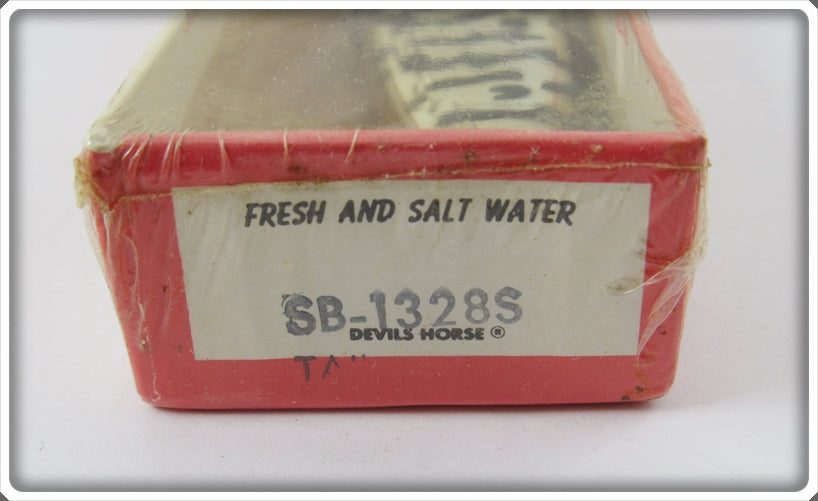 FRESH AND SALT WATER
SB-1328S
DEVILS HORSE ®